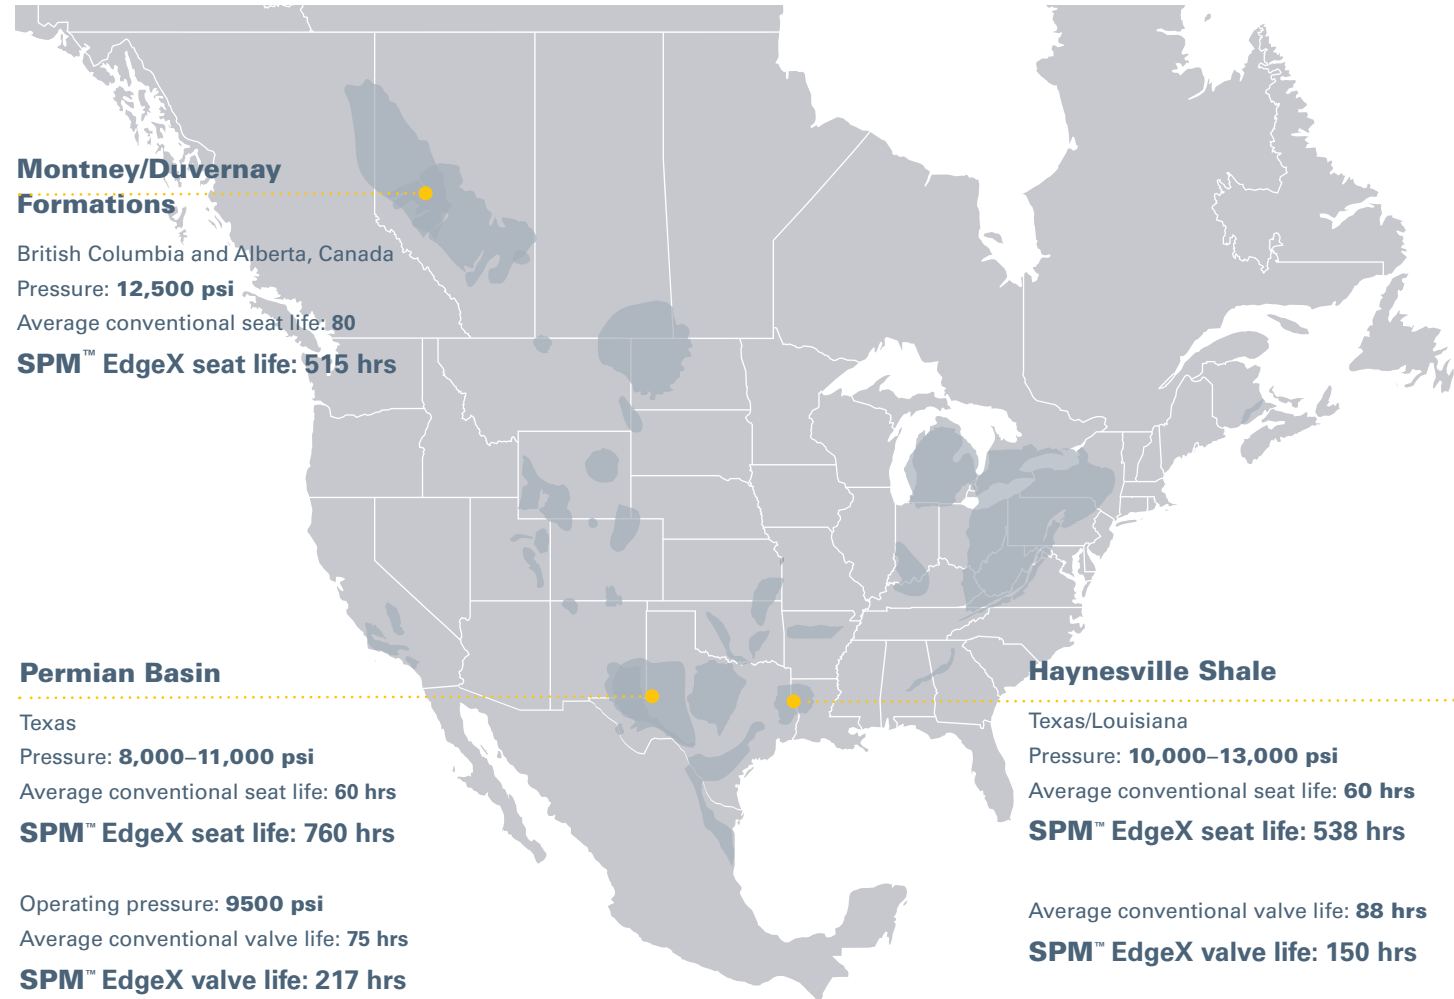 Montney/Duvernay
Formations
British Columbia and Alberta, Canada
Pressure: 12,500 psi
Average conventional seat life: 80
SPM™ EdgeX seat life: 515 hrs
Permian Basin
Texas
Pressure: 8,000–11,000 psi
Average conventional seat life: 60 hrs
SPM™ EdgeX seat life: 760 hrs
Operating pressure: 9500 psi
Average conventional valve life: 75 hrs
SPM™ EdgeX valve life: 217 hrs
Haynesville Shale
Texas/Louisiana
Pressure: 10,000–13,000 psi
Average conventional seat life: 60 hrs
SPM™ EdgeX seat life: 538 hrs
Average conventional valve life: 88 hrs
SPM™ EdgeX valve life: 150 hrs